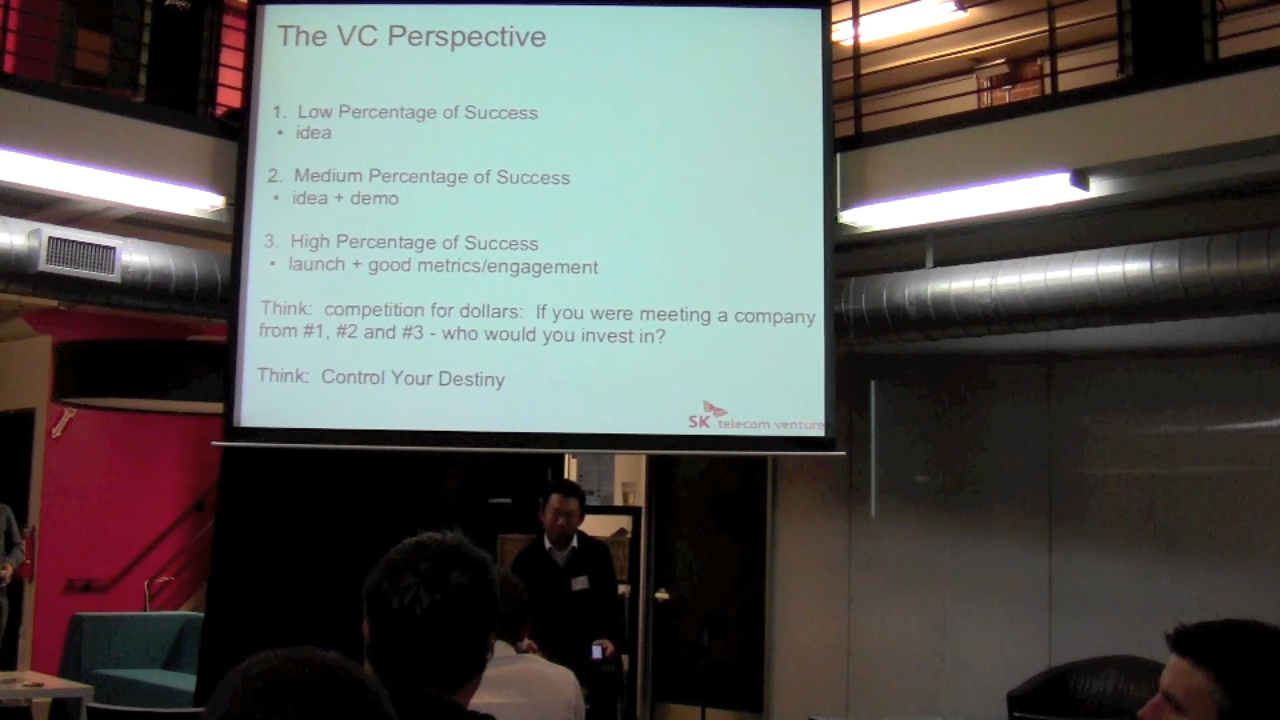 The VC Perspective
1. Low Percentage of Success
• idea
2. Medium Percentage of Success
• idea + demo
3. High Percentage of Success
• launch + good metrics/engagement
Think: competition for dollars: If you were meeting a company
from #1, #2 and #3 - who would you invest in?
Think: Control Your Destiny
SK telecom venture